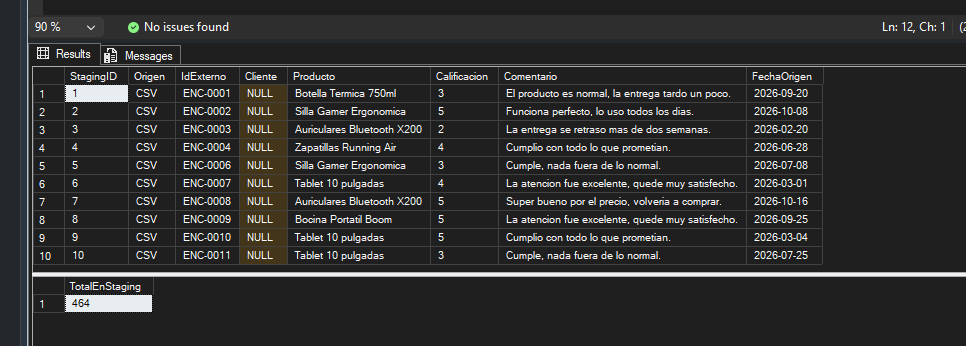 90 % No issues found Ln: 12, Ch: 1
Results Messages
StagingID Origen IdExterno Cliente Producto Calificacion Comentario FechaOrigen
1 1 CSV ENC-0001 NULL Botella Termica 750ml 3 El producto es normal, la entrega tardo un poco. 2026-09-20
2 2 CSV ENC-0002 NULL Silla Gamer Ergonomica 5 Funciona perfecto, lo uso todos los dias. 2026-10-08
3 3 CSV ENC-0003 NULL Auriculares Bluetooth X200 2 La entrega se retraso mas de dos semanas. 2026-02-20
4 4 CSV ENC-0004 NULL Zapatillas Running Air 4 Cumplio con todo lo que prometian. 2026-06-28
5 5 CSV ENC-0006 NULL Silla Gamer Ergonomica 3 Cumple, nada fuera de lo normal. 2026-07-08
6 6 CSV ENC-0007 NULL Tablet 10 pulgadas 4 La atencion fue excelente, quede muy satisfecho. 2026-03-01
7 7 CSV ENC-0008 NULL Auriculares Bluetooth X200 5 Super bueno por el precio, volveria a comprar. 2026-10-16
8 8 CSV ENC-0009 NULL Bocina Portatil Boom 5 La atencion fue excelente, quede muy satisfecho. 2026-09-25
9 9 CSV ENC-0010 NULL Tablet 10 pulgadas 5 Cumplio con todo lo que prometian. 2026-03-04
10 10 CSV ENC-0011 NULL Tablet 10 pulgadas 3 Cumple, nada fuera de lo normal. 2026-07-25
TotalEnStaging
1 464